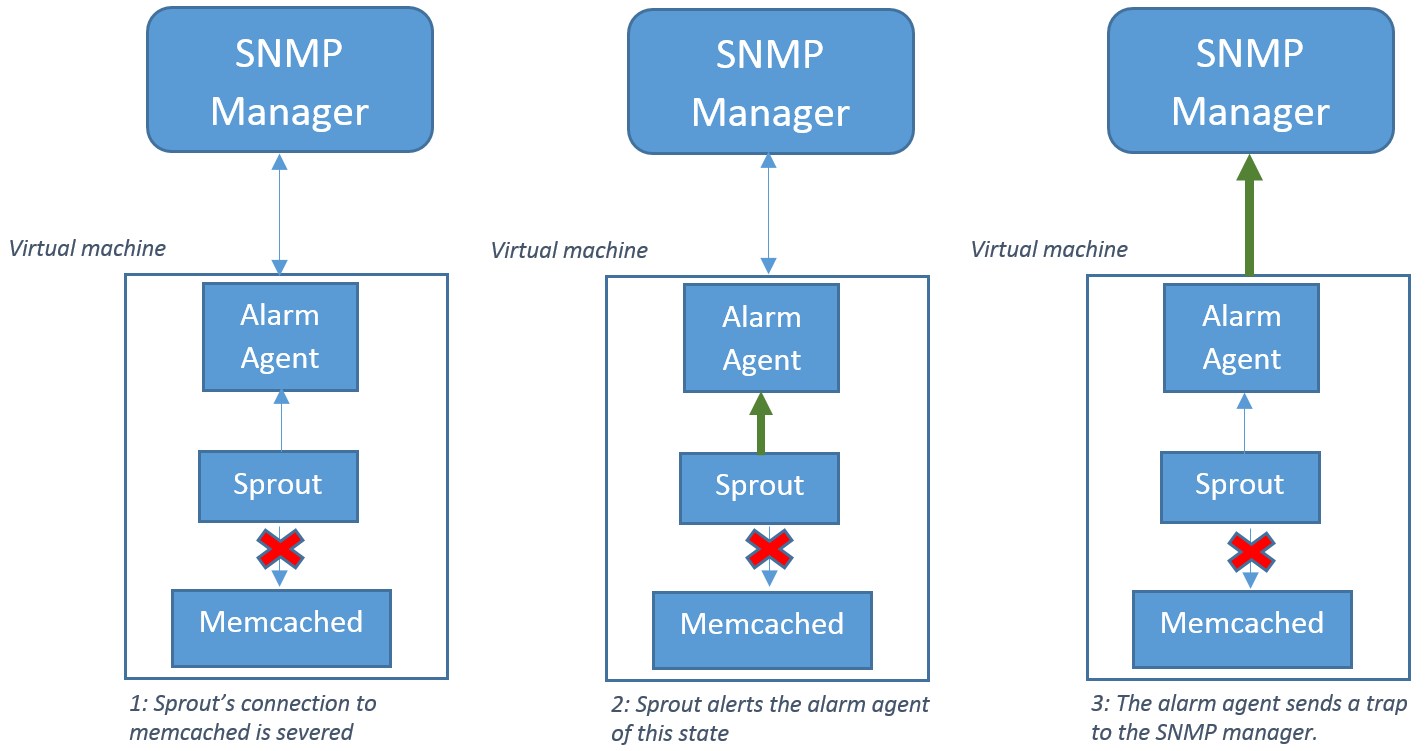 SNMP
Manager
Virtual machine
Alarm
Agent
Sprout
Memcached
1: Sprout’s connection to
memcached is severed
SNMP
Manager
Virtual machine
Alarm
Agent
Sprout
Memcached
2: Sprout alerts the alarm agent
of this state
SNMP
Manager
Virtual machine
Alarm
Agent
Sprout
Memcached
3: The alarm agent sends a trap
to the SNMP manager.